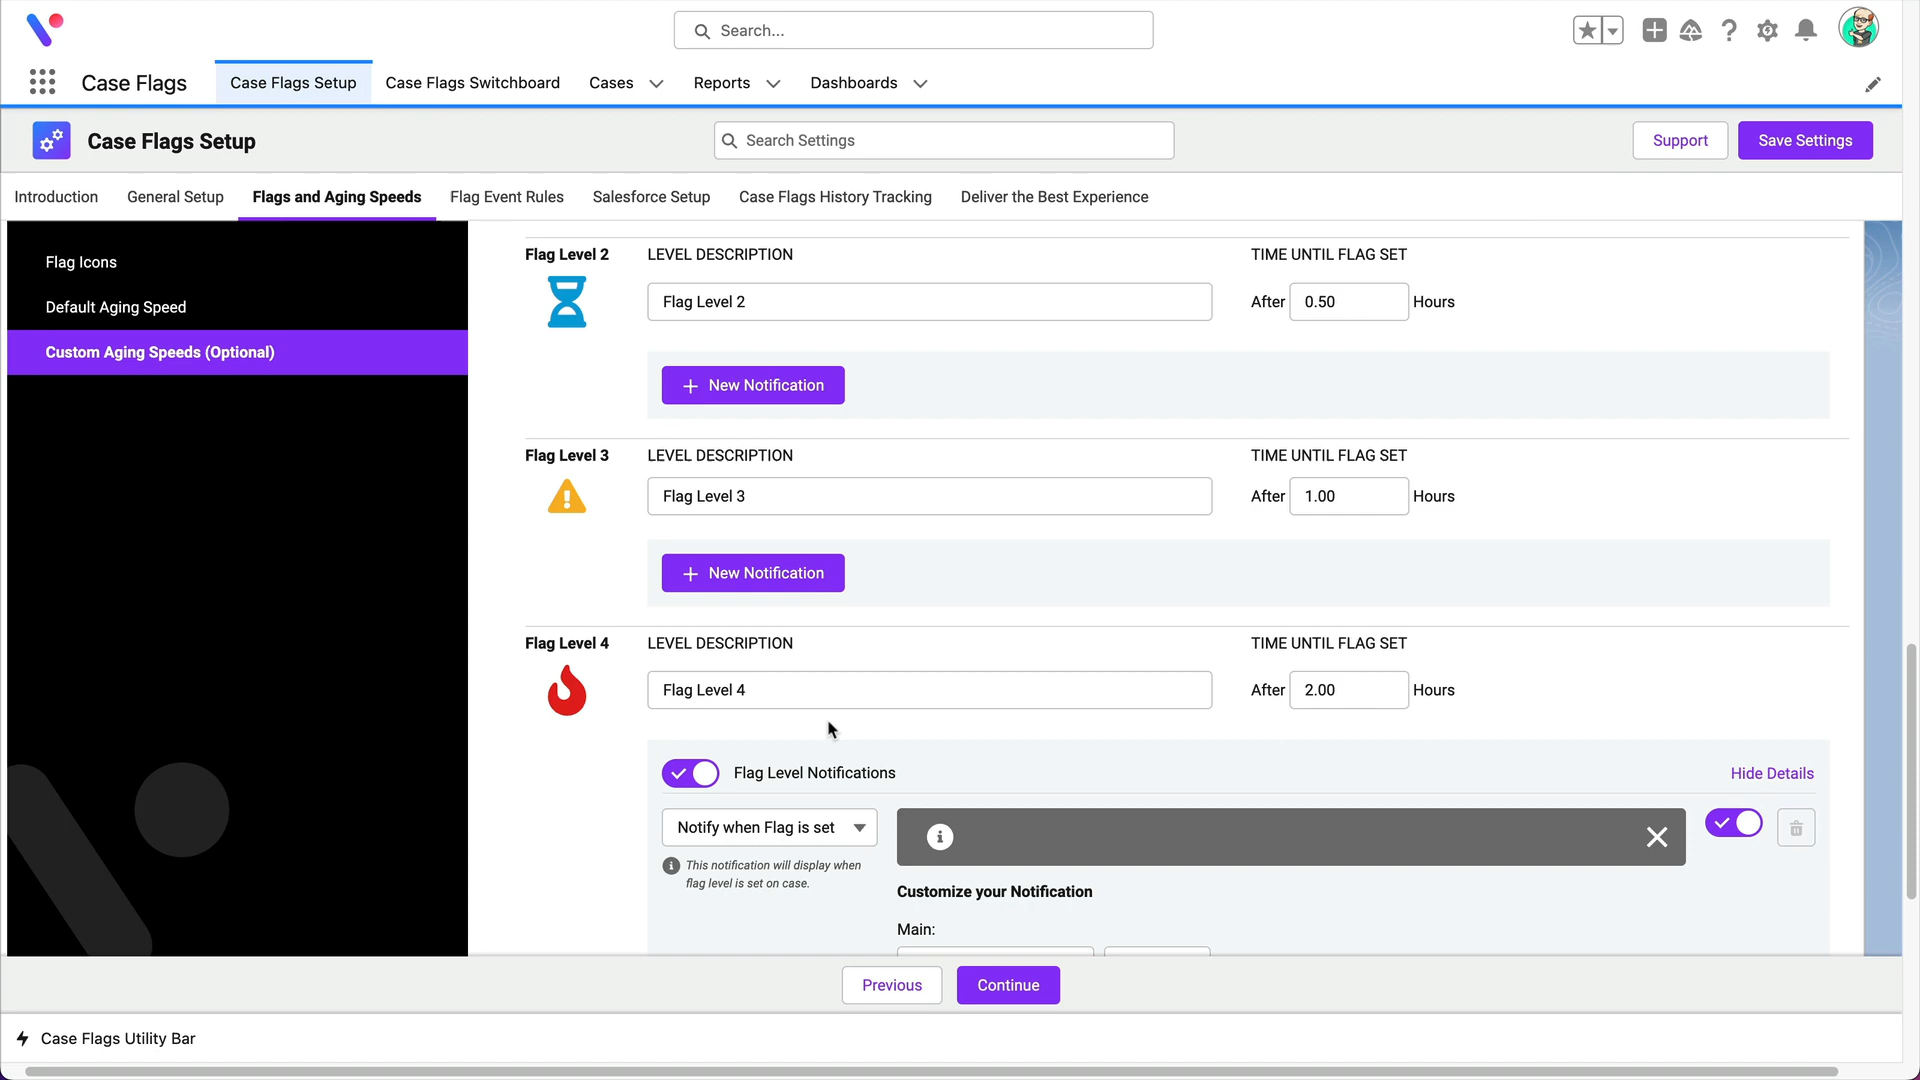 Search...
Case Flags
Case Flags Setup
Case Flags Switchboard
Cases
Reports
Dashboards
Case Flags Setup
Search Settings
Support
Save Settings
Introduction
General Setup
Flags and Aging Speeds
Flag Event Rules
Salesforce Setup
Case Flags History Tracking
Deliver the Best Experience
Flag Icons
Default Aging Speed
Custom Aging Speeds (Optional)
Flag Level 2
LEVEL DESCRIPTION
TIME UNTIL FLAG SET
Flag Level 2
After 0.50 Hours
+ New Notification
Flag Level 3
LEVEL DESCRIPTION
TIME UNTIL FLAG SET
Flag Level 3
After 1.00 Hours
+ New Notification
Flag Level 4
LEVEL DESCRIPTION
TIME UNTIL FLAG SET
Flag Level 4
After 2.00 Hours
Flag Level Notifications
Hide Details
Notify when Flag is set
This notification will display when
flag level is set on case.
Customize your Notification
Main:
Previous
Continue
Case Flags Utility Bar